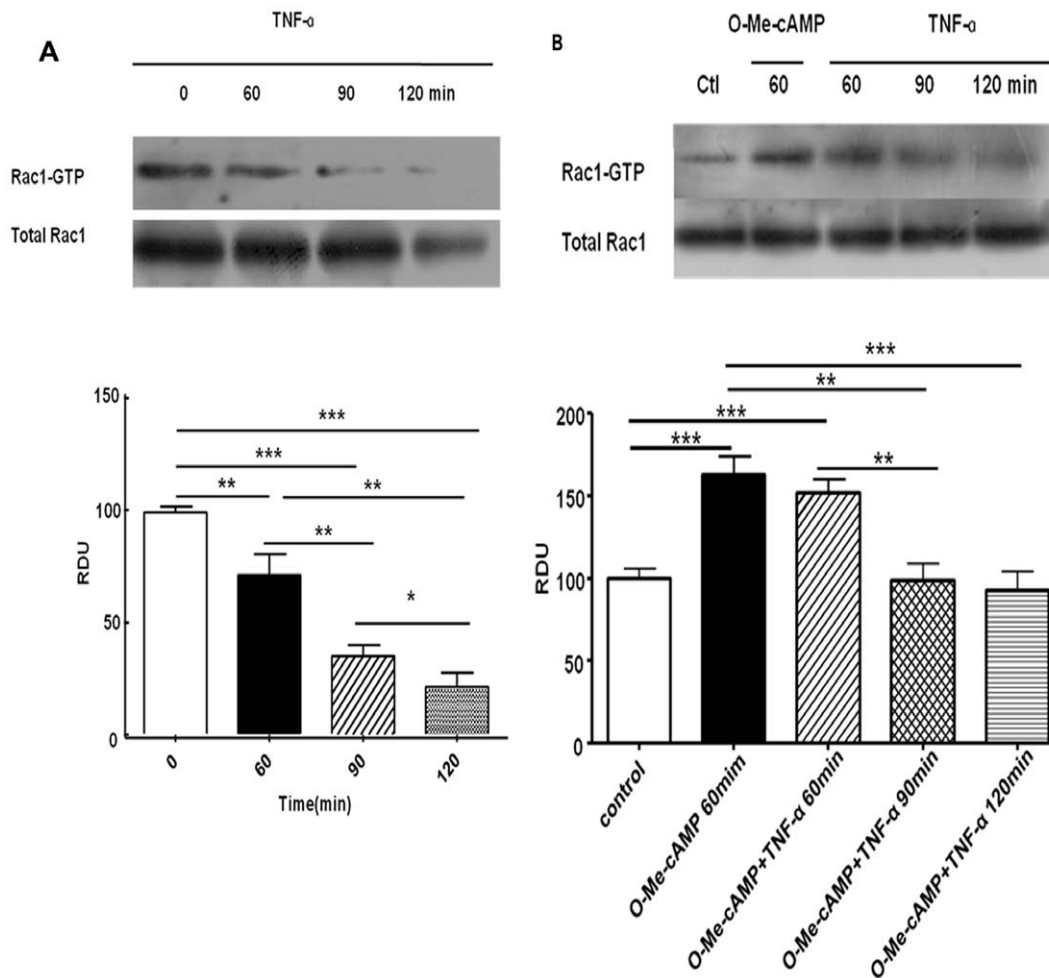 A
TNF-α
0 60 90 120 min
Rac1-GTP
Total Rac1
150
100
50
0
RDU
***
***
** **
**
*
0 60 90 120
Time(min)
B
O-Me-cAMP TNF-α
Ctl 60 60 90 120 min
Rac1-GTP
Total Rac1
200
150
100
50
0
RDU
***
**
***
***
**
control
O-Me-cAMP 60mim
O-Me-cAMP+TNF-α 60min
O-Me-cAMP+TNF-α 90min
O-Me-cAMP+TNF-α 120min